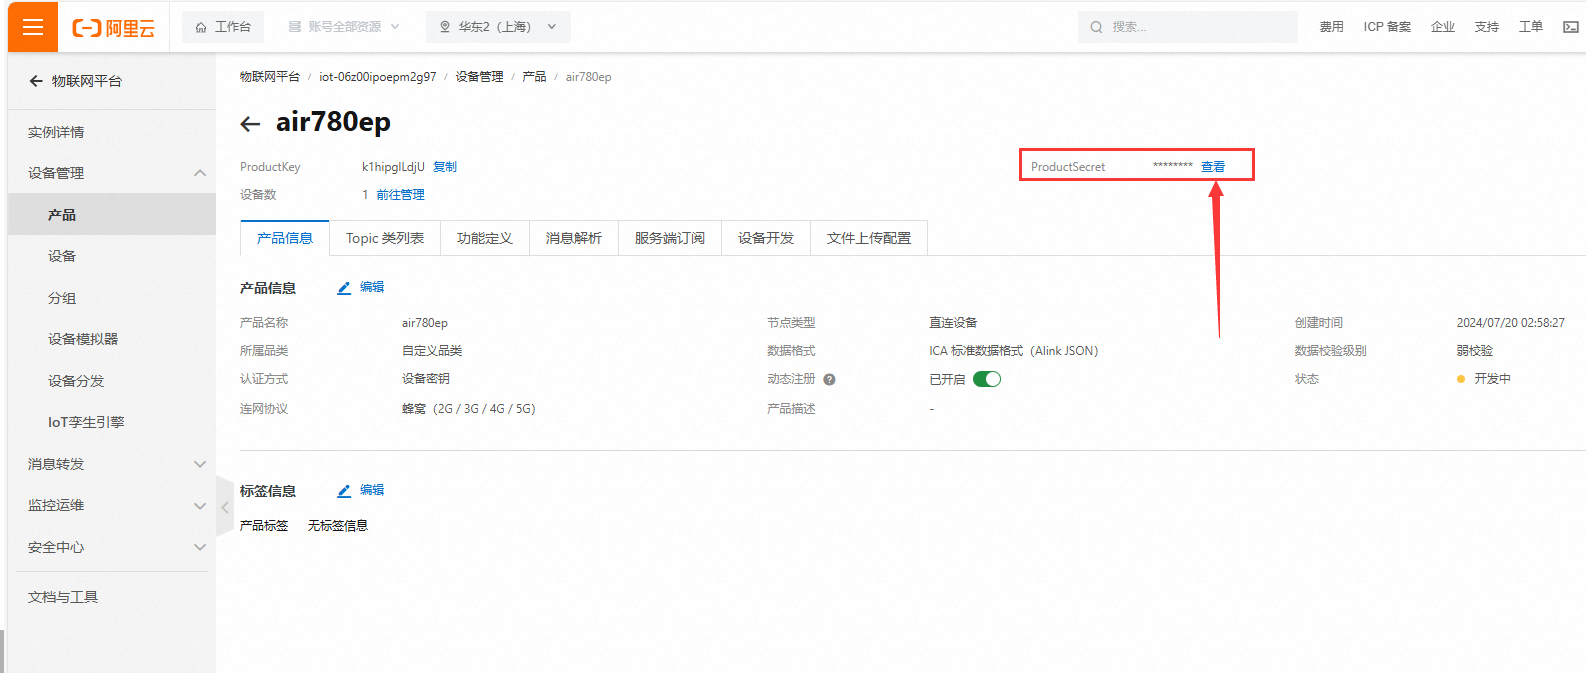 阿里云 工作台 账号全部资源 华东2（上海） 搜索... 费用 ICP 备案 企业 支持 工单
物联网平台
实例详情
设备管理
产品
设备
分组
设备模拟器
设备分发
IoT孪生引擎
消息转发
监控运维
安全中心
文档与工具
物联网平台 / iot-06z00ipoepm2g97 / 设备管理 / 产品 / air780ep
air780ep
ProductKey k1hipglLdjU 复制 ProductSecret ******** 查看
设备数 1 前往管理
产品信息 Topic 类列表 功能定义 消息解析 服务端订阅 设备开发 文件上传配置
产品信息 编辑
产品名称 air780ep 节点类型 直连设备 创建时间 2024/07/20 02:58:27
所属品类 自定义品类 数据格式 ICA 标准数据格式（Alink JSON） 数据校验级别 弱校验
认证方式 设备密钥 动态注册 已开启 状态 开发中
连网协议 蜂窝（2G / 3G / 4G / 5G） 产品描述 -
标签信息 编辑
产品标签 无标签信息